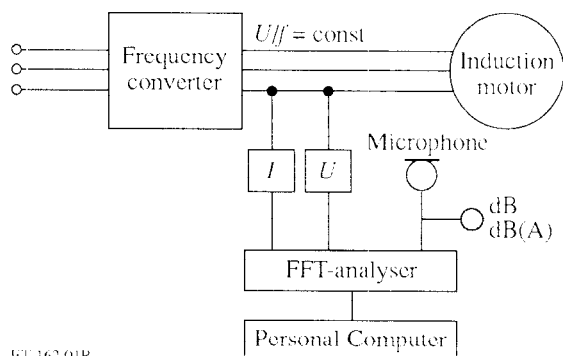 U/f = const
Frequency
converter
Induction
motor
Microphone
I
U
dB
dB(A)
FFT-analyser
Personal Computer